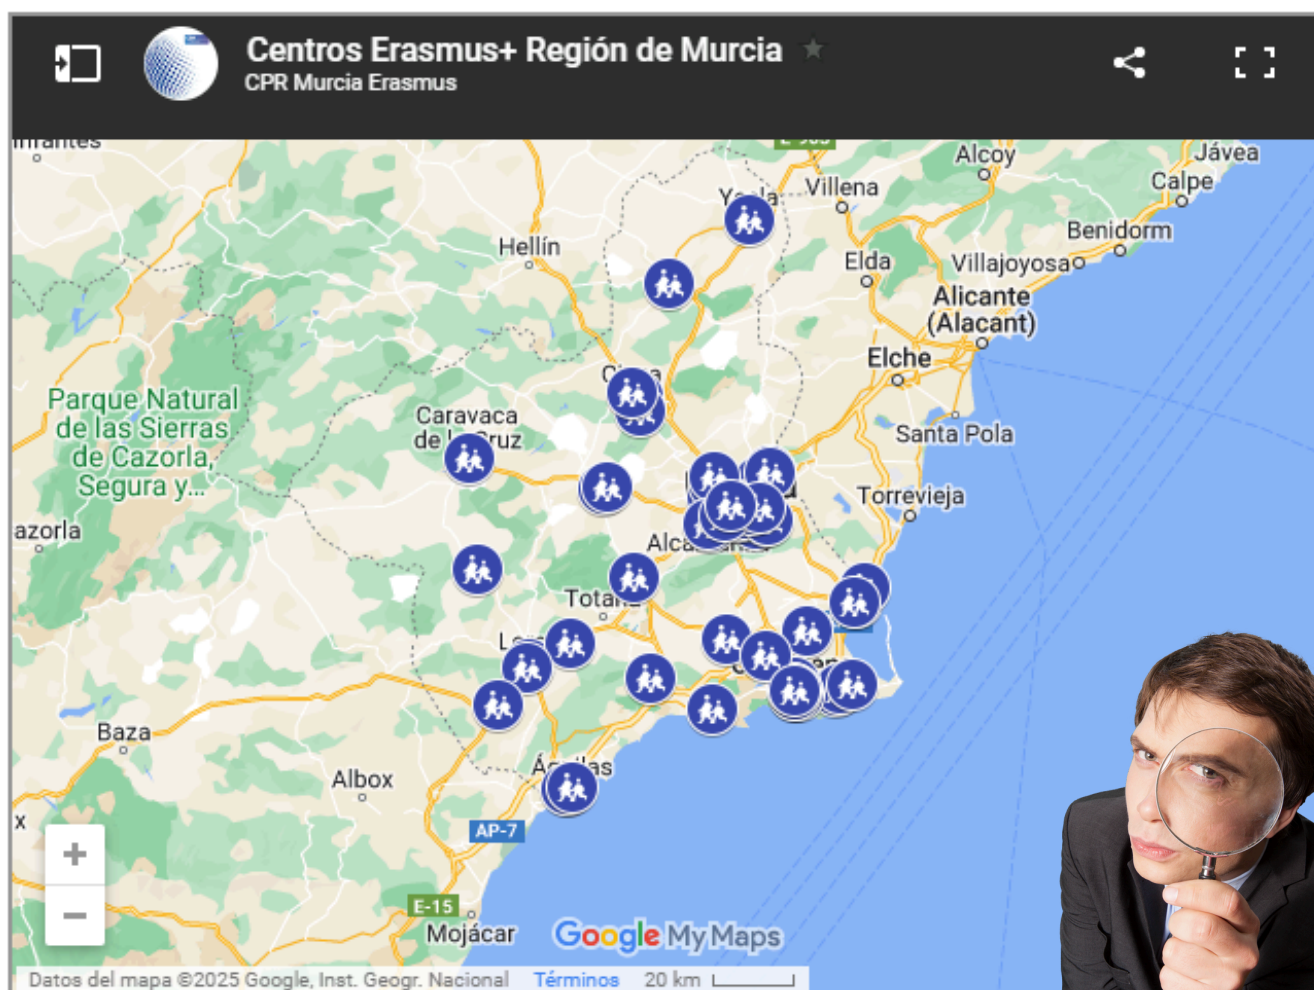 Centros Erasmus+ Región de Murcia
CPR Murcia Erasmus
Jávea
Alcoy
Calpe
Villena
Benidorm
Hellín
Elda
Villajoyosa
Alicante
(Alacant)
Elche
Parque Natural
de las Sierras
de Cazorla,
Segura y...
Caravaca
Santa Pola
Torrevieja
azorla
Baza
Albox
x
AP-7
E-15
Mojácar
Google My Maps
Datos del mapa ©2025 Google, Inst. Geogr. Nacional Términos 20 km